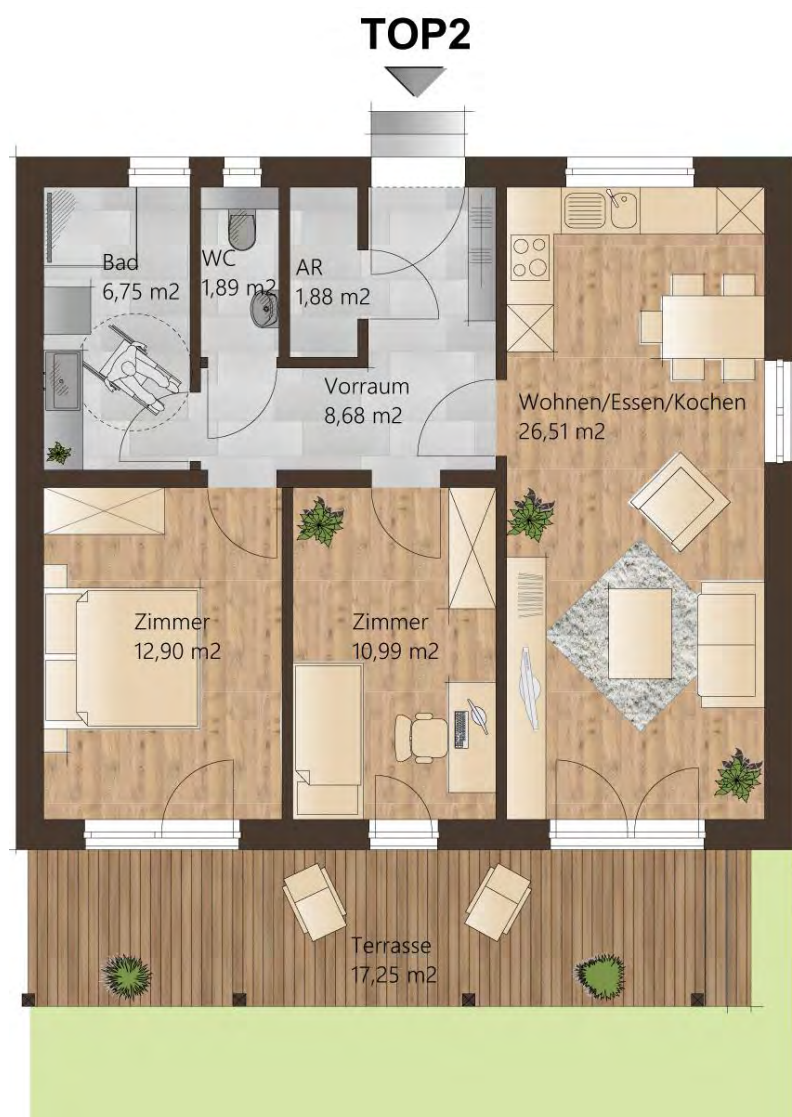 TOP2
Bad
6,75 m2
WC
1,89 m2
AR
1,88 m2
Vorraum
8,68 m2
Wohnen/Essen/Kochen
26,51 m2
Zimmer
12,90 m2
Zimmer
10,99 m2
Terrasse
17,25 m2